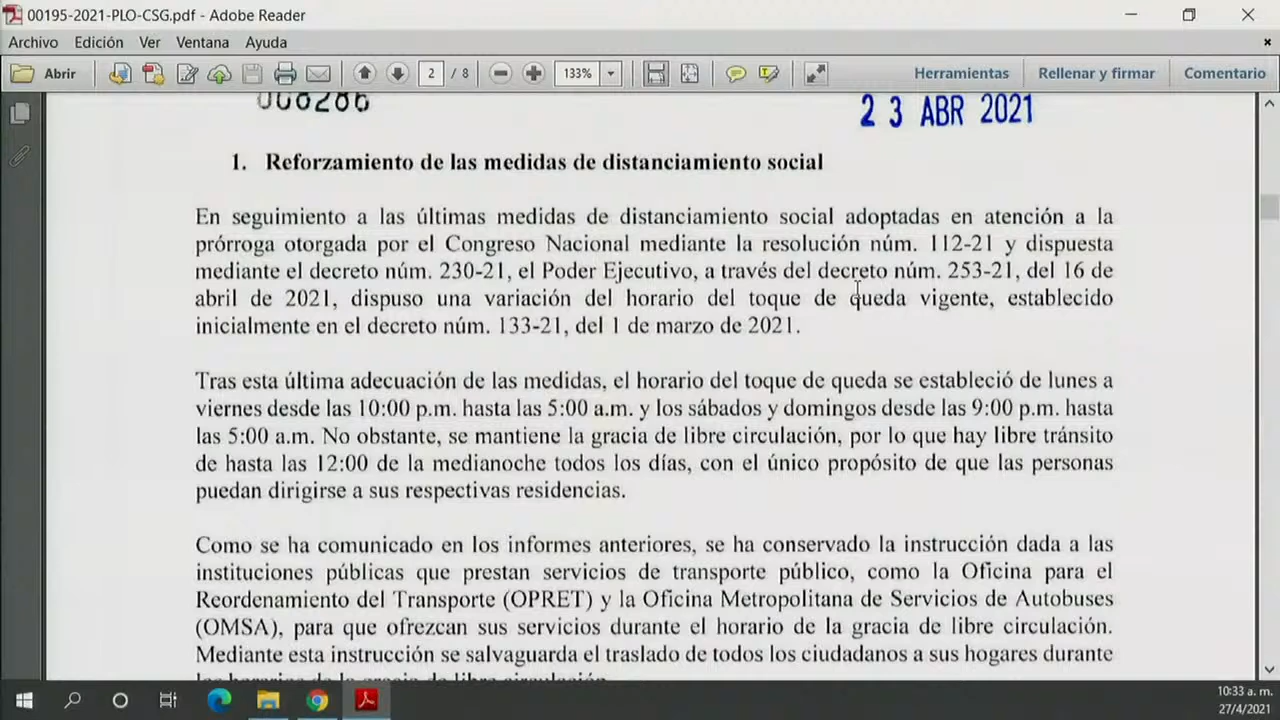 00195-2021-PLO-CSG.pdf - Adobe Reader
Archivo Edición Ver Ventana Ayuda
Abrir 2 / 8 133% Herramientas Rellenar y firmar Comentario
008286
23 ABR 2021
1. Reforzamiento de las medidas de distanciamiento social
En seguimiento a las últimas medidas de distanciamiento social adoptadas en atención a la
prórroga otorgada por el Congreso Nacional mediante la resolución núm. 112-21 y dispuesta
mediante el decreto núm. 230-21, el Poder Ejecutivo, a través del decreto núm. 253-21, del 16 de
abril de 2021, dispuso una variación del horario del toque de queda vigente, establecido
inicialmente en el decreto núm. 133-21, del 1 de marzo de 2021.
Tras esta última adecuación de las medidas, el horario del toque de queda se estableció de lunes a
viernes desde las 10:00 p.m. hasta las 5:00 a.m. y los sábados y domingos desde las 9:00 p.m. hasta
las 5:00 a.m. No obstante, se mantiene la gracia de libre circulación, por lo que hay libre tránsito
de hasta las 12:00 de la medianoche todos los días, con el único propósito de que las personas
puedan dirigirse a sus respectivas residencias.
Como se ha comunicado en los informes anteriores, se ha conservado la instrucción dada a las
instituciones públicas que prestan servicios de transporte público, como la Oficina para el
Reordenamiento del Transporte (OPRET) y la Oficina Metropolitana de Servicios de Autobuses
(OMSA), para que ofrezcan sus servicios durante el horario de la gracia de libre circulación.
Mediante esta instrucción se salvaguarda el traslado de todos los ciudadanos a sus hogares durante
los horarios de la gracia de libre circulación.
10:33 a. m.
27/4/2021